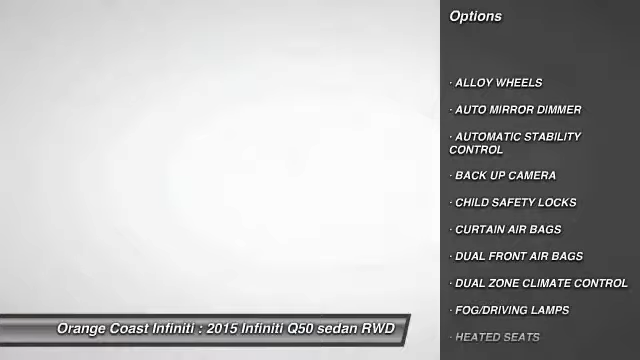 Options
· ALLOY WHEELS
· AUTO MIRROR DIMMER
· AUTOMATIC STABILITY
CONTROL
· BACK UP CAMERA
· CHILD SAFETY LOCKS
· CURTAIN AIR BAGS
· DUAL FRONT AIR BAGS
· DUAL ZONE CLIMATE CONTROL
· FOG/DRIVING LAMPS
· HEATED SEATS
Orange Coast Infiniti : 2015 Infiniti Q50 sedan RWD